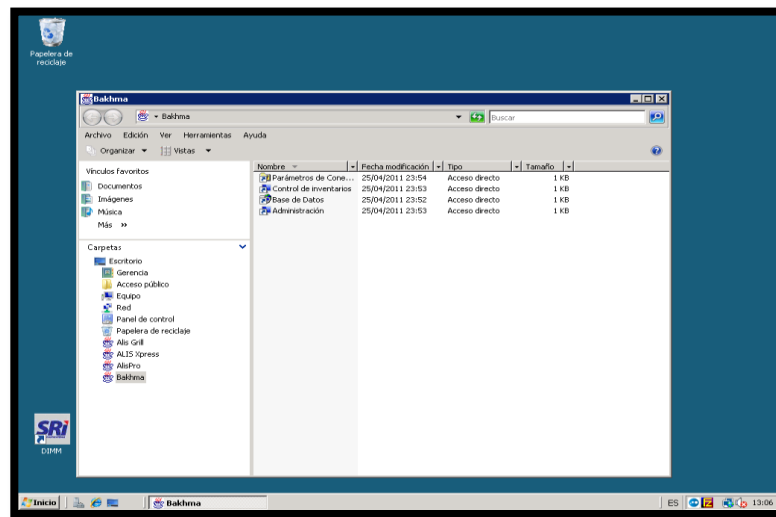 Papelera de
reciclaje
Bakhma
Bakhma
Buscar
Archivo Edición Ver Herramientas Ayuda
Organizar Vistas
Vínculos favoritos
Documentos
Imágenes
Música
Más »
Carpetas
Escritorio
Gerencia
Acceso público
Equipo
Red
Panel de control
Papelera de reciclaje
Alis Grill
ALIS Xpress
AlisPro
Bakhma
Nombre Fecha modificación Tipo Tamaño
Parámetros de Cone... 25/04/2011 23:54 Acceso directo 1 KB
Control de inventarios 25/04/2011 23:53 Acceso directo 1 KB
Base de Datos 25/04/2011 23:52 Acceso directo 1 KB
Administración 25/04/2011 23:53 Acceso directo 1 KB
SRi
DIMM
Inicio Bakhma ES 13:06